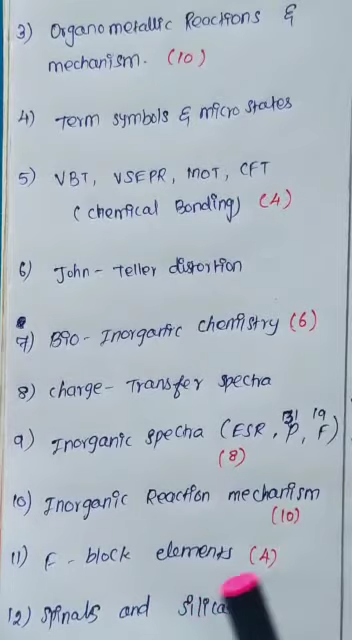 3) Organometallic Reactions &
mechanism. (10)
4) Term symbols & microstates
5) VBT, VSEPR, MOT, CFT
(chemical Bonding) (4)
6) John - Teller distortion
7) Bio - Inorganic chemistry (6)
8) charge - Transfer spectra
9) Inorganic spectra (ESR, 31P, 19F)
(8)
10) Inorganic Reaction mechanism
(10)
11) F - block elements (4)
12) Spinals and